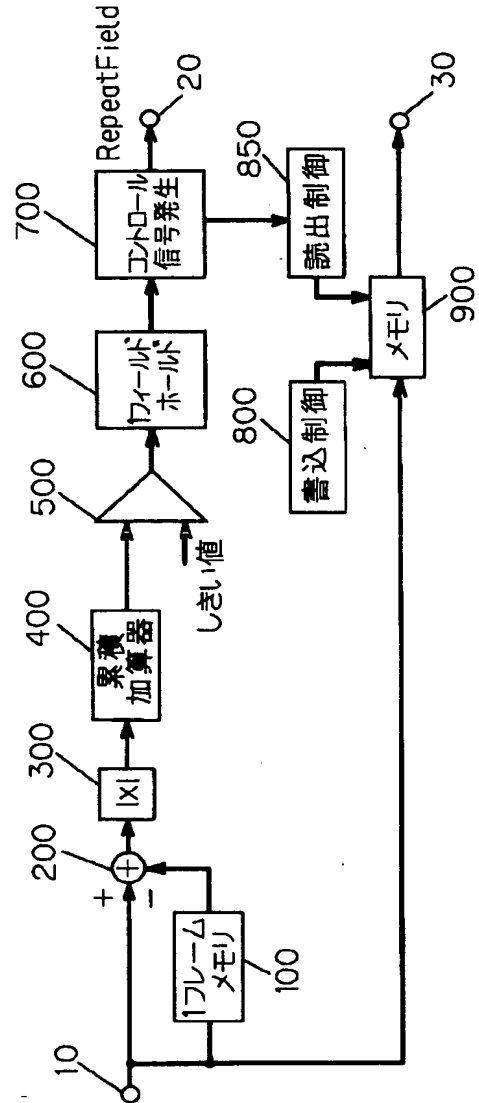 10
+
−
200
300
|X|
400
累積
加算器
500
しきい値
600
1フィールド
ホールド
700
コントロール
信号発生
RepeatField
20
1フレーム
メモリ
100
800
書込制御
850
読出制御
メモリ
900
30